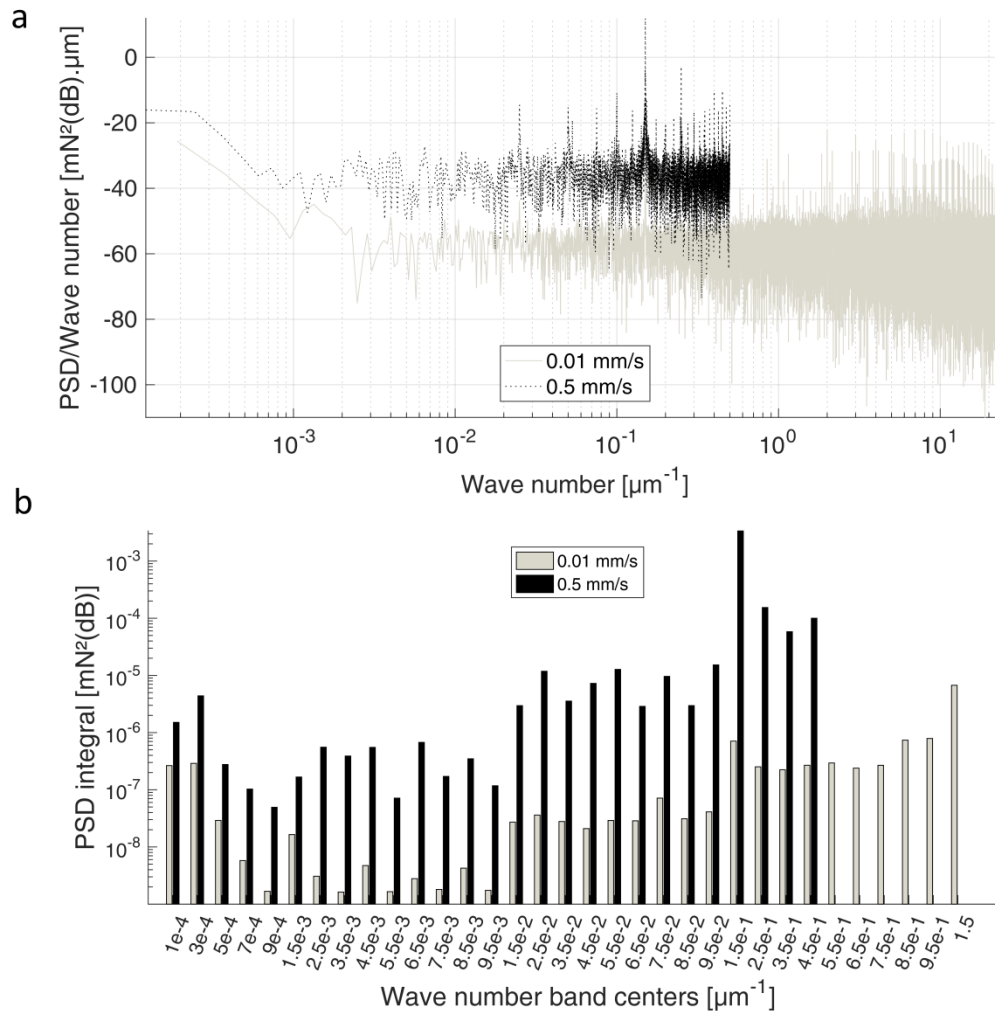 a
PSD/Wave number [mN²(dB).µm]
0
-20
-40
-60
-80
-100
0.01 mm/s
0.5 mm/s
10⁻³
10⁻²
10⁻¹
10⁰
10¹
Wave number [µm⁻¹]
b
PSD integral [mN²(dB)]
10⁻³
10⁻⁴
10⁻⁵
10⁻⁶
10⁻⁷
10⁻⁸
0.01 mm/s
0.5 mm/s
1e-4
3e-4
5e-4
7e-4
9e-4
1.5e-3
2.5e-3
3.5e-3
4.5e-3
5.5e-3
6.5e-3
7.5e-3
8.5e-3
9.5e-3
1.5e-2
2.5e-2
3.5e-2
4.5e-2
5.5e-2
6.5e-2
7.5e-2
8.5e-2
9.5e-2
1.5e-1
2.5e-1
3.5e-1
4.5e-1
5.5e-1
6.5e-1
7.5e-1
8.5e-1
9.5e-1
1.5
Wave number band centers [µm⁻¹]